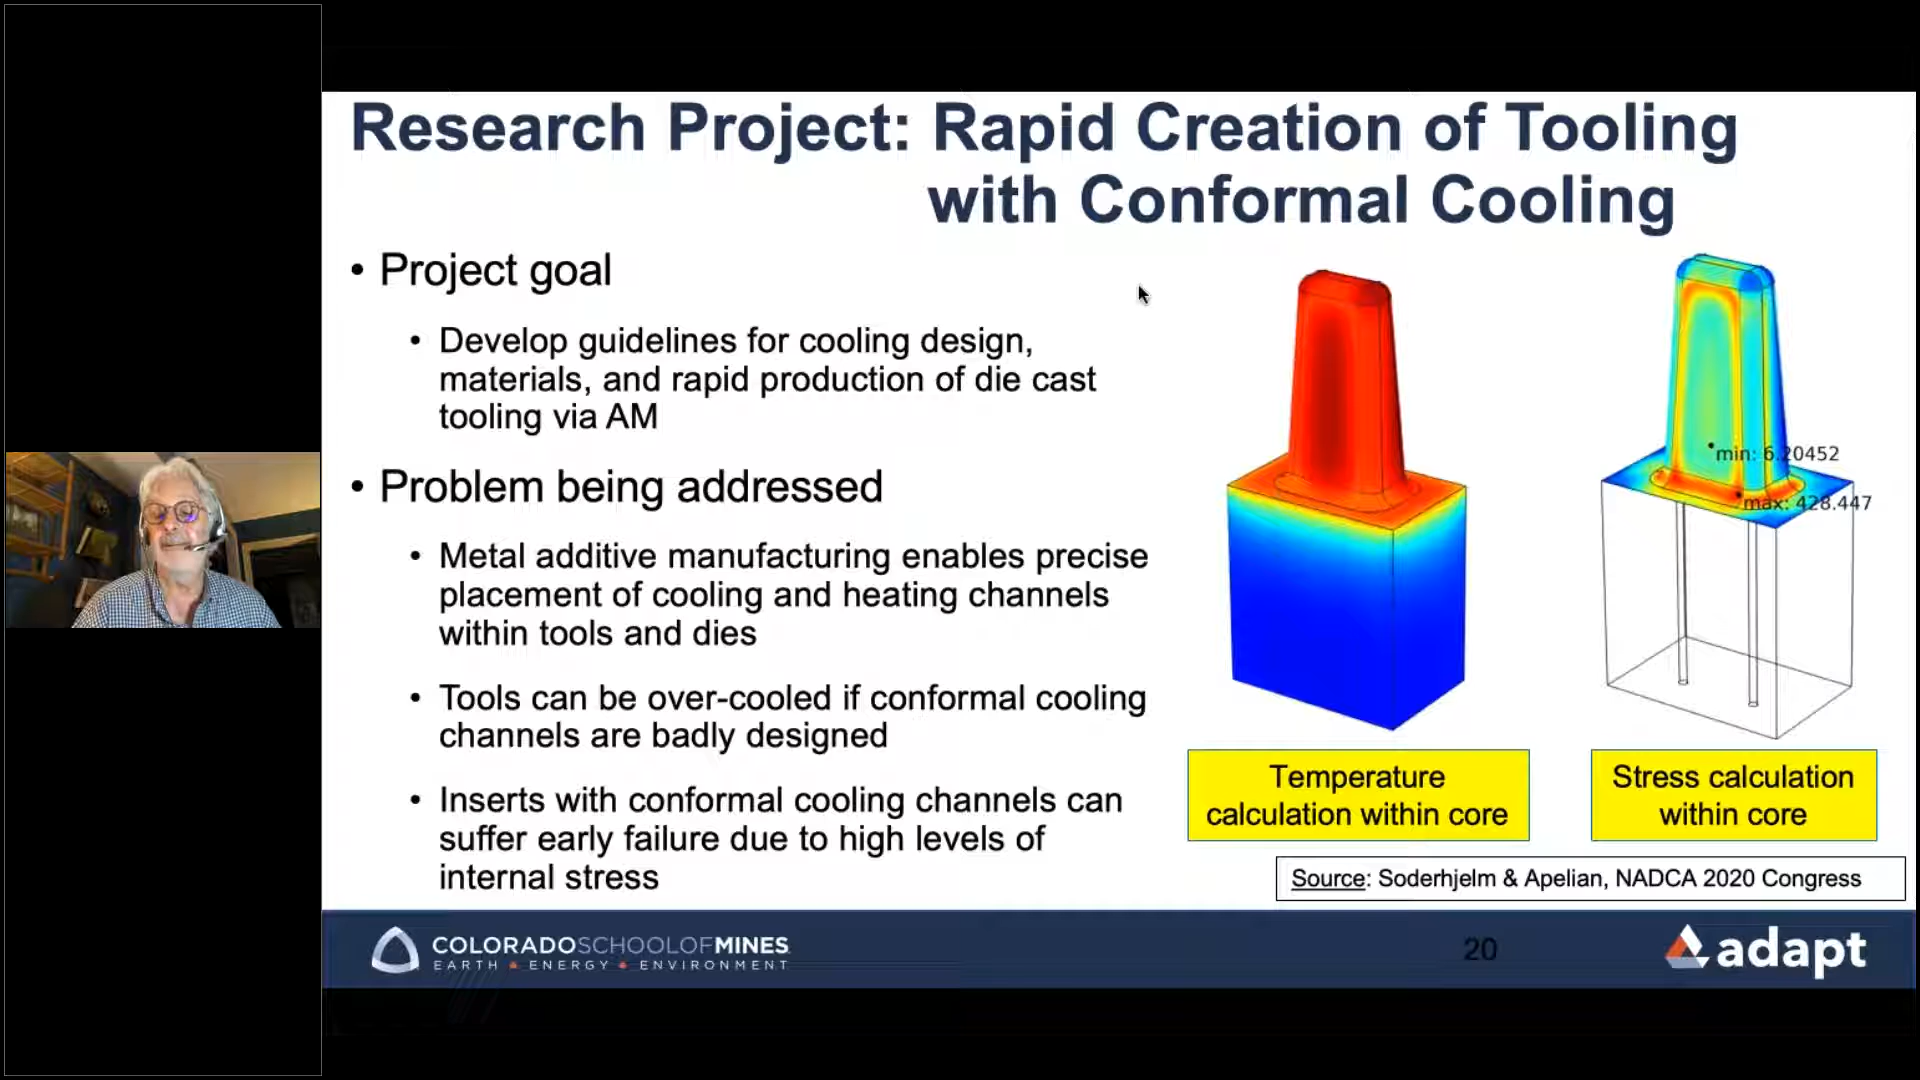 Research Project: Rapid Creation of Tooling
with Conformal Cooling
• Project goal
• Develop guidelines for cooling design,
materials, and rapid production of die cast
tooling via AM
• Problem being addressed
• Metal additive manufacturing enables precise
placement of cooling and heating channels
within tools and dies
• Tools can be over-cooled if conformal cooling
channels are badly designed
• Inserts with conformal cooling channels can
suffer early failure due to high levels of
internal stress
min: 6.20452
max: 428.447
Temperature
calculation within core
Stress calculation
within core
Source: Soderhjelm & Apelian, NADCA 2020 Congress
COLORADOSCHOOLOFMINES
EARTH • ENERGY • ENVIRONMENT
20
adapt